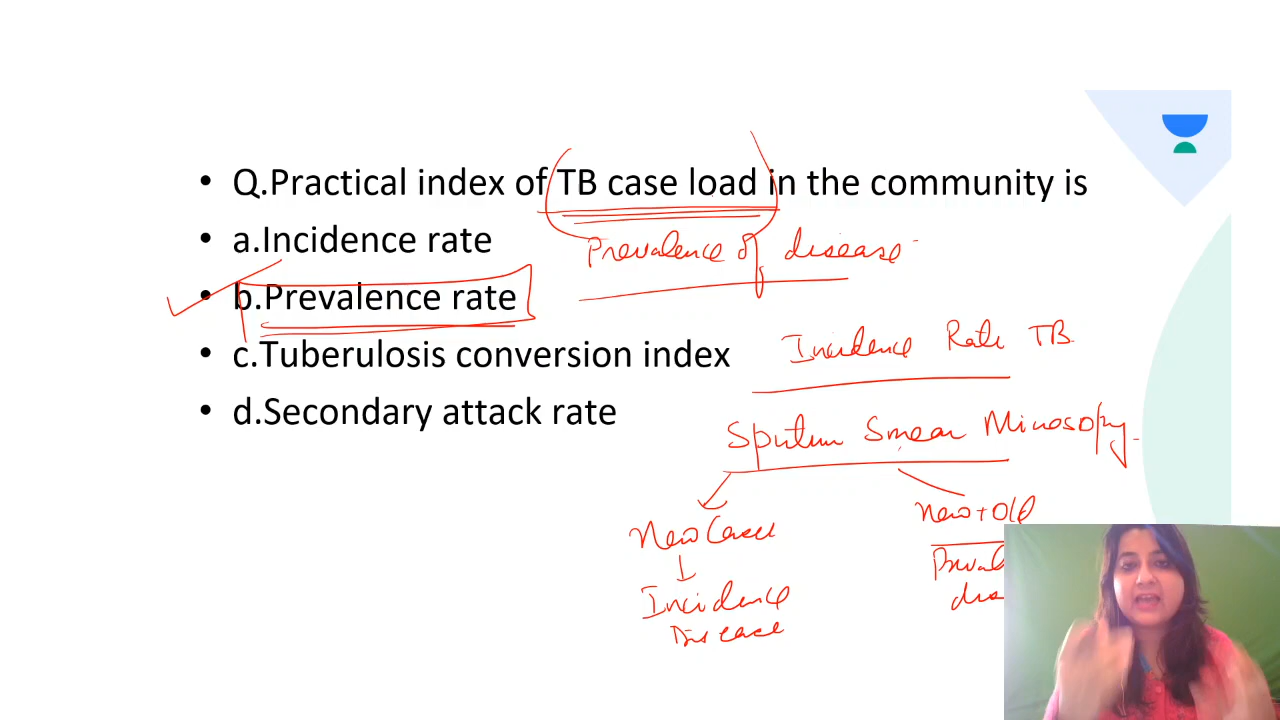 • Q.Practical index of TB case load in the community is
• a.Incidence rate
Prevalence of disease
• b.Prevalence rate
• c.Tuberulosis conversion index
Incidence Rate TB
• d.Secondary attack rate
Sputum Smear
New Cases
New + Old
Incidence
Disease